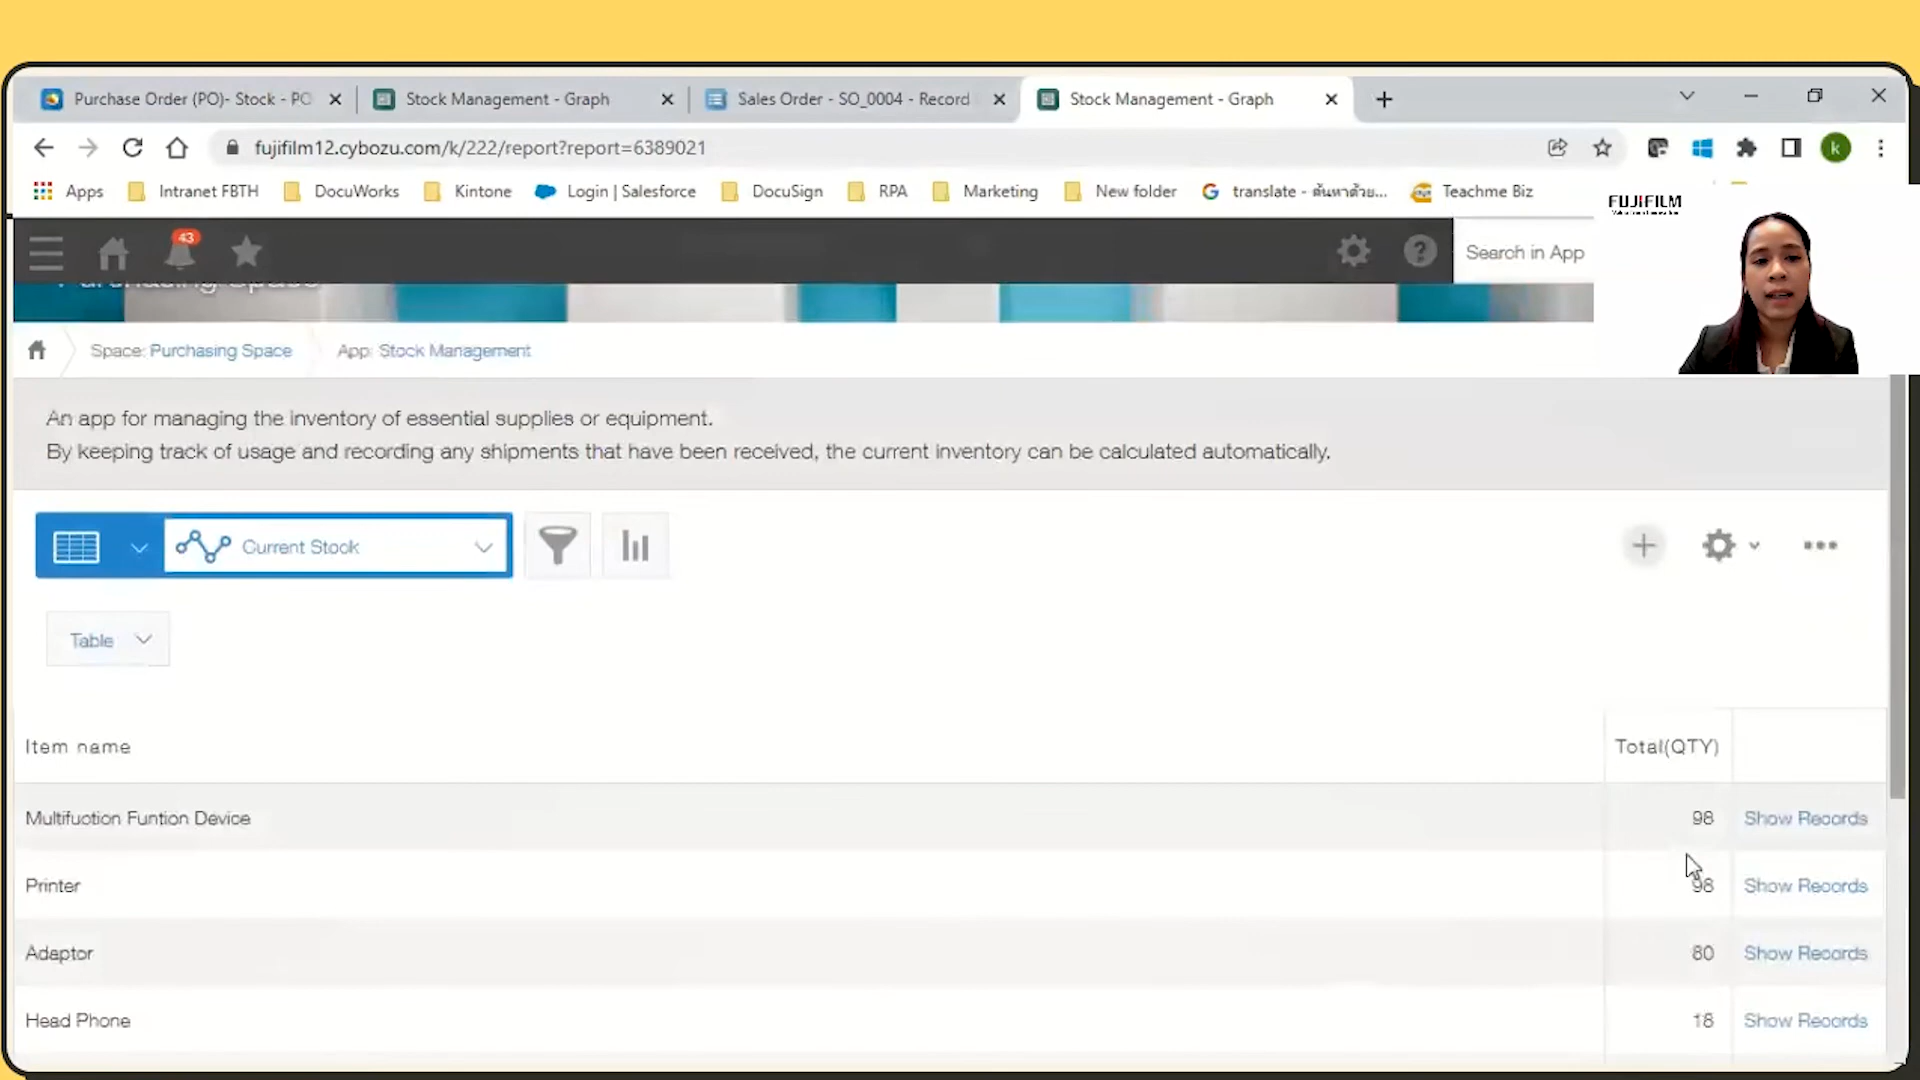 Purchase Order (PO)- Stock - PO
Stock Management - Graph
Sales Order - SO_0004 - Record
Stock Management - Graph
fujifilm12.cybozu.com/k/222/report?report=6389021
k
Apps
Intranet FBTH
DocuWorks
Kintone
Login | Salesforce
DocuSign
RPA
Marketing
New folder
translate - ค้นหาด้วย...
Teachme Biz
FUJIFILM
43
Search in App
Purchasing Space
Space: Purchasing Space
App: Stock Management
An app for managing the inventory of essential supplies or equipment.
By keeping track of usage and recording any shipments that have been received, the current inventory can be calculated automatically.
Current Stock
Table
Item name Total(QTY)
Multifuction Funtion Device 98 Show Records
Printer 98 Show Records
Adaptor 80 Show Records
Head Phone 18 Show Records